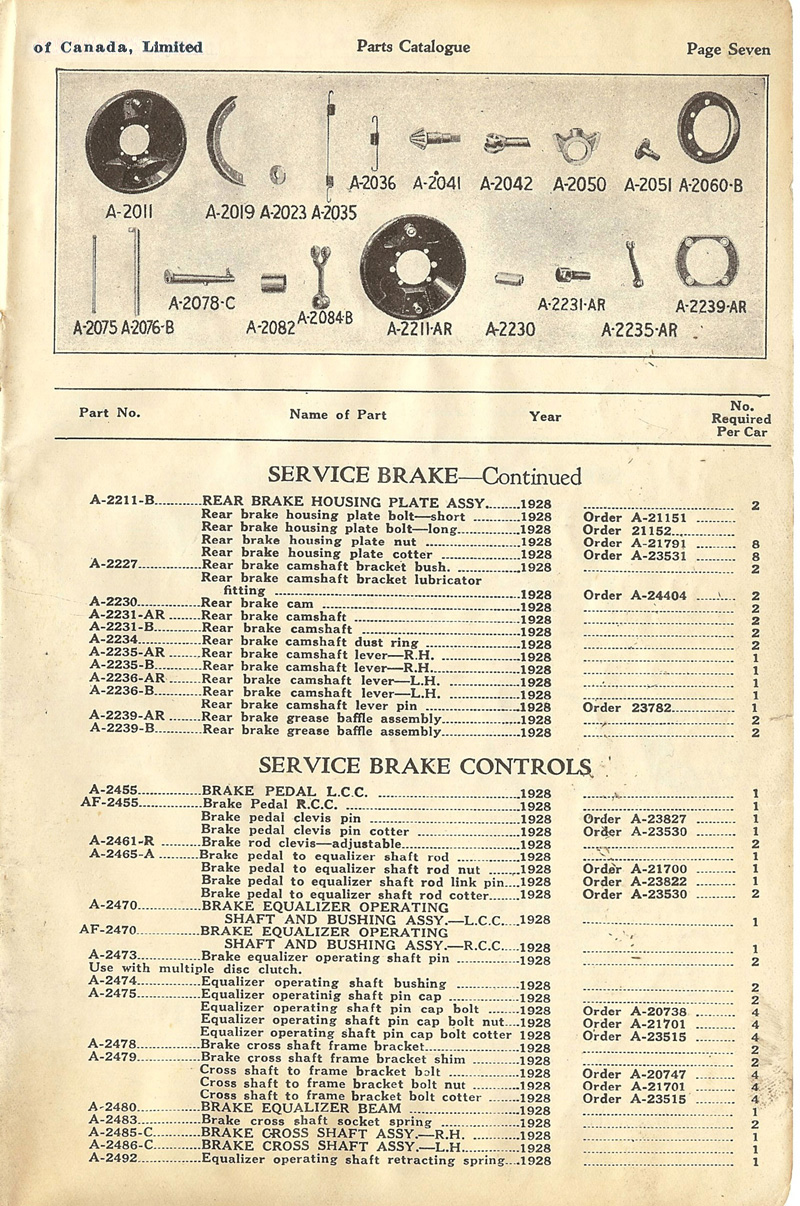 of Canada, Limited Parts Catalogue Page Seven
A-2036 A-2041 A-2042 A-2050 A-2051 A-2060-B
A-2011 A-2019 A-2023 A-2035
A-2078-C A-2231-AR A-2239-AR
A-2075 A-2076-B A-2082 A-2084-B A-2211-AR A-2230 A-2235-AR
Part No. Name of Part Year No. Required Per Car
SERVICE BRAKE—Continued
A-2211-B REAR BRAKE HOUSING PLATE ASSY. 1928 2
Rear brake housing plate bolt—short 1928 Order A-21151
Rear brake housing plate bolt—long 1928 Order 21152
Rear brake housing plate nut 1928 Order A-21791 8
Rear brake housing plate cotter 1928 Order A-23531 8
A-2227 Rear brake camshaft bracket bush. 1928 2
Rear brake camshaft bracket lubricator
fitting 1928 Order A-24404 2
A-2230 Rear brake cam 1928 2
A-2231-AR Rear brake camshaft 1928 2
A-2231-B Rear brake camshaft 1928 2
A-2234 Rear brake camshaft dust ring 1928 2
A-2235-AR Rear brake camshaft lever—R.H. 1928 1
A-2235-B Rear brake camshaft lever—R.H. 1928 1
A-2236-AR Rear brake camshaft lever—L.H. 1928 1
A-2236-B Rear brake camshaft lever—L.H. 1928 1
Rear brake camshaft lever pin 1928 Order 23782 1
A-2239-AR Rear brake grease baffle assembly 1928 2
A-2239-B Rear brake grease baffle assembly 1928 2
SERVICE BRAKE CONTROLS
A-2455 BRAKE PEDAL L.C.C. 1928 1
AF-2455 Brake Pedal R.C.C. 1928 1
Brake pedal clevis pin 1928 Order A-23827 1
Brake pedal clevis pin cotter 1928 Order A-23530 1
A-2461-R Brake rod clevis—adjustable 1928 2
A-2465-A Brake pedal to equalizer shaft rod 1928 1
Brake pedal to equalizer shaft rod nut 1928 Order A-21700 1
Brake pedal to equalizer shaft rod link pin 1928 Order A-23822 1
Brake pedal to equalizer shaft rod cotter 1928 Order A-23530 2
A-2470 BRAKE EQUALIZER OPERATING
SHAFT AND BUSHING ASSY.—L.C.C. 1928 1
AF-2470 BRAKE EQUALIZER OPERATING
SHAFT AND BUSHING ASSY.—R.C.C. 1928 1
A-2473 Brake equalizer operating shaft pin 1928 2
Use with multiple disc clutch.
A-2474 Equalizer operating shaft bushing 1928 2
A-2475 Equalizer operatinig shaft pin cap 1928 2
Equalizer operating shaft pin cap bolt 1928 Order A-20738 4
Equalizer operating shaft pin cap bolt nut 1928 Order A-21701 4
Equalizer operating shaft pin cap bolt cotter 1928 Order A-23515 4
A-2478 Brake cross shaft frame bracket 1928 2
A-2479 Brake cross shaft frame bracket shim 1928 2
Cross shaft to frame bracket bolt 1928 Order A-20747 4
Cross shaft to frame bracket bolt nut 1928 Order A-21701 4
Cross shaft to frame bracket bolt cotter 1928 Order A-23515 4
A-2480 BRAKE EQUALIZER BEAM 1928 1
A-2483 Brake cross shaft socket spring 1928 2
A-2485-C BRAKE CROSS SHAFT ASSY.—R.H. 1928 1
A-2486-C BRAKE CROSS SHAFT ASSY.—L.H. 1928 1
A-2492 Equalizer operating shaft retracting spring 1928 1